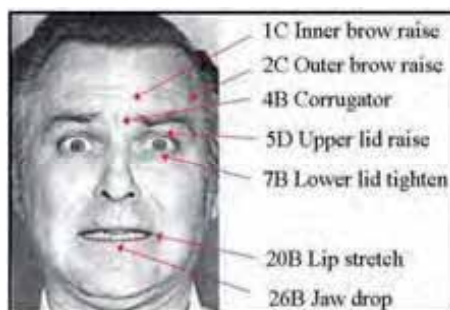 1C Inner brow raise
2C Outer brow raise
4B Corrugator
5D Upper lid raise
7B Lower lid tighten
20B Lip stretch
26B Jaw drop